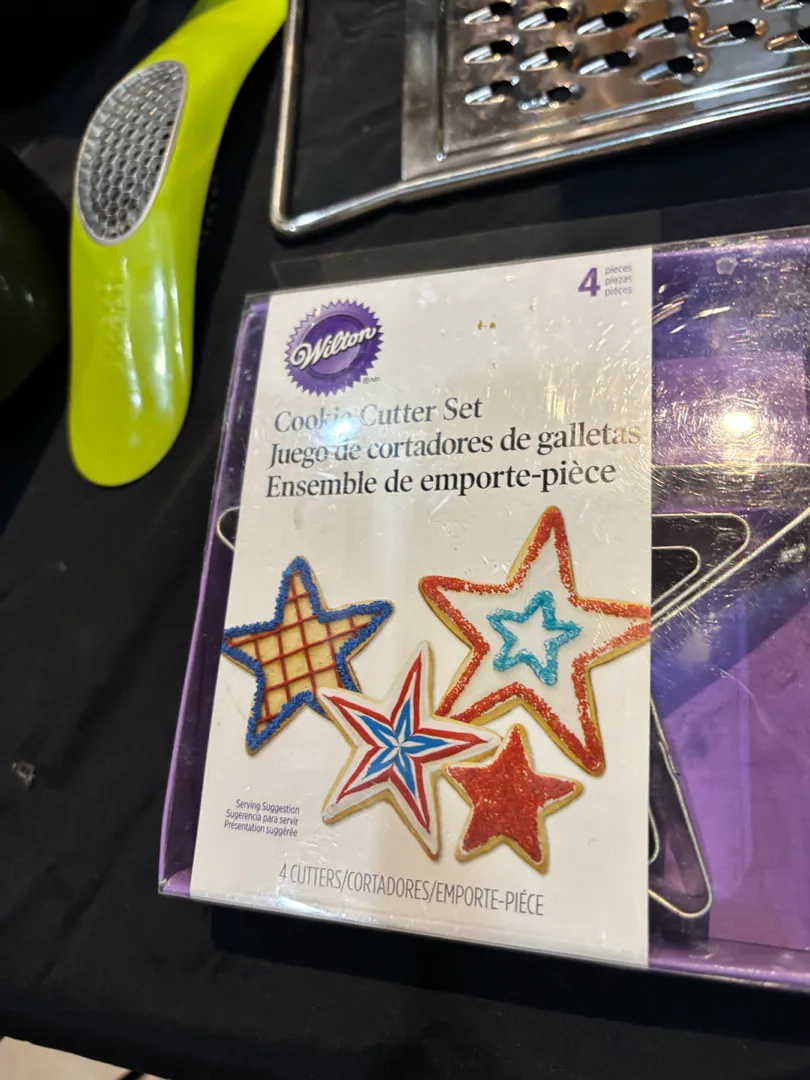 4 pieces
piezas
pièces
Wilton
Cookie Cutter Set
Juego de cortadores de galletas
Ensemble de emporte-pièce
Serving Suggestion
Sugerencia para servir
Présentation suggérée
4 CUTTERS/CORTADORES/EMPORTE-PIÉCE